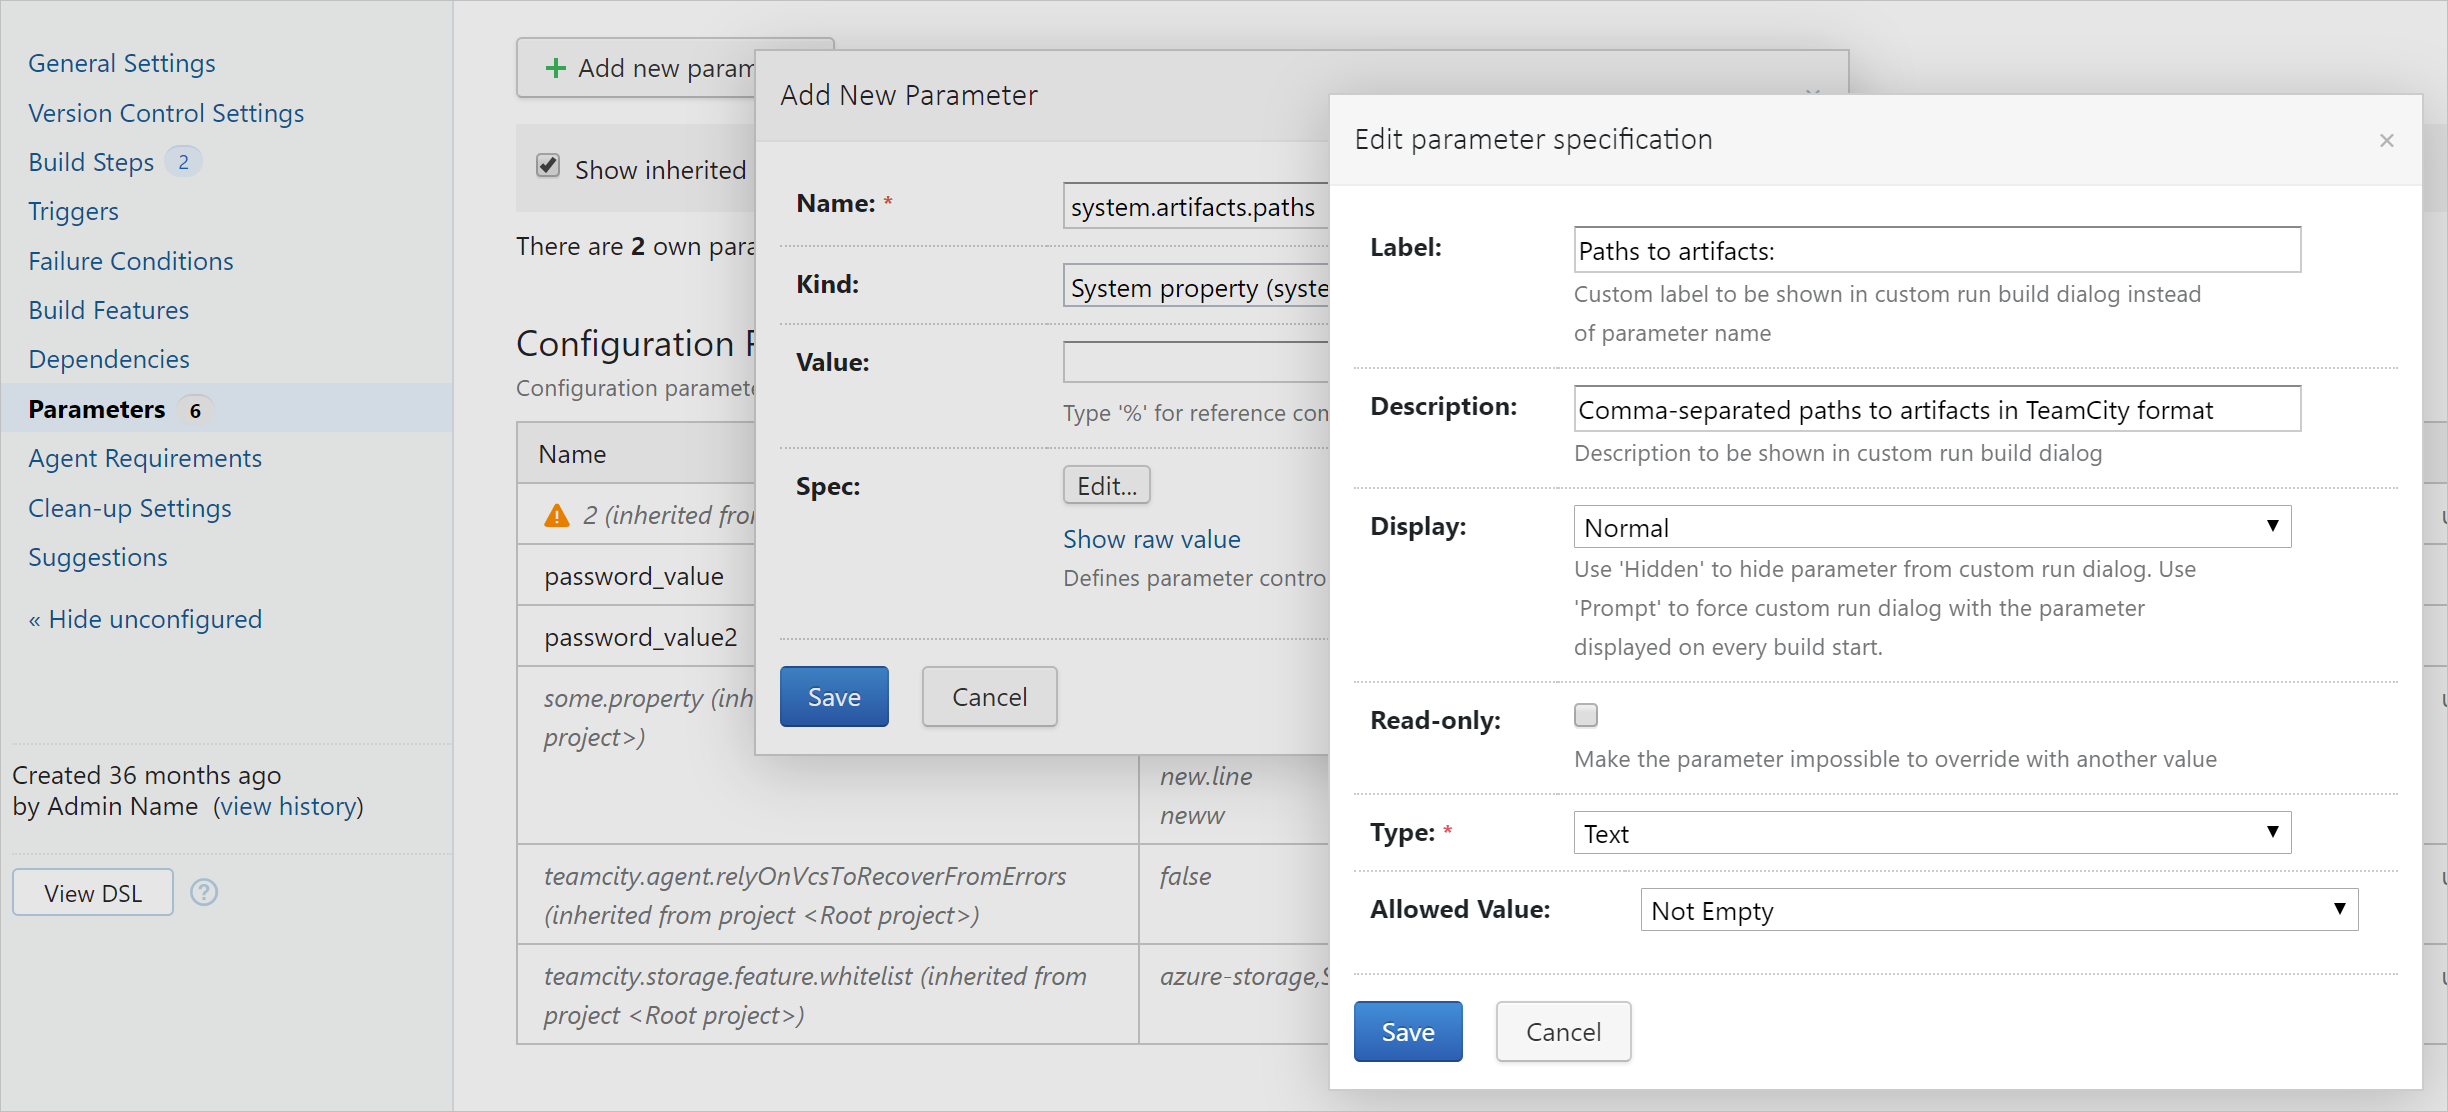 General Settings
Version Control Settings
Build Steps 2
Triggers
Failure Conditions
Build Features
Dependencies
Parameters 6
Agent Requirements
Clean-up Settings
Suggestions
« Hide unconfigured
Created 36 months ago
by Admin Name (view history)
View DSL ?
+ Add new param
Show inherited
There are 2 own para
Configuration P
Configuration paramete
Name
2 (inherited fro
password_value
password_value2
some.property (inh
project>)
new.line
neww
teamcity.agent.relyOnVcsToRecoverFromErrors
(inherited from project <Root project>)
false
teamcity.storage.feature.whitelist (inherited from
project <Root project>)
azure-storage,S
Add New Parameter
Name: *
system.artifacts.paths
Kind:
System property (syste
Value:
Type '%' for reference com
Spec:
Edit...
Show raw value
Defines parameter contro
Save
Cancel
Edit parameter specification
×
Label:
Paths to artifacts:
Custom label to be shown in custom run build dialog instead
of parameter name
Description:
Comma-separated paths to artifacts in TeamCity format
Description to be shown in custom run build dialog
Display:
Normal
Use 'Hidden' to hide parameter from custom run dialog. Use
'Prompt' to force custom run dialog with the parameter
displayed on every build start.
Read-only:
Make the parameter impossible to override with another value
Type: *
Text
Allowed Value:
Not Empty
Save
Cancel